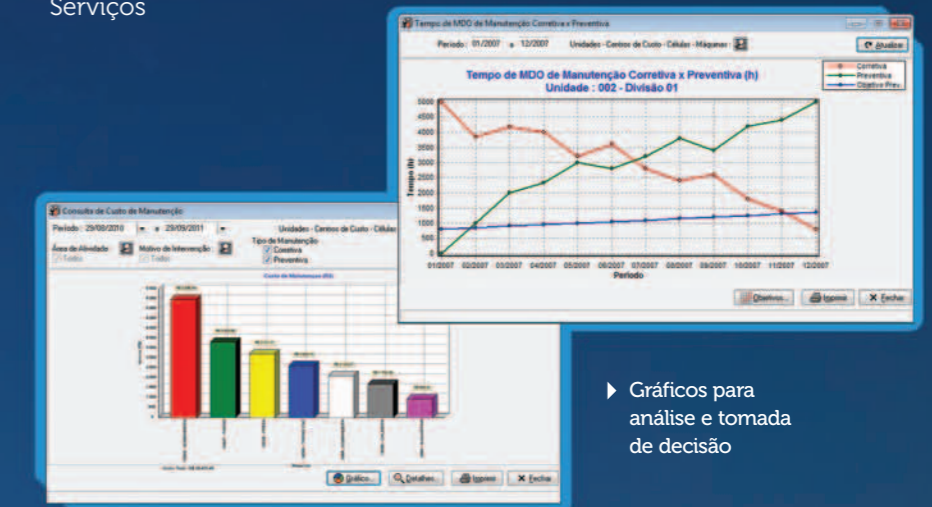 Serviços
Tempo de MDO de Manutenção Corretiva x Preventiva
Período: 01/2007 a 12/2007 Unidades - Centros de Custo - Células - Máquinas: Atualizar
Tempo de MDO de Manutenção Corretiva x Preventiva (h)
Unidade : 002 - Divisão 01
Corretiva
Preventiva
Objetivo Prev.
Tempo (h)
5000
4500
4000
3500
3000
2500
2000
1500
1000
500
0
01/2007 02/2007 03/2007 04/2007 05/2007 06/2007 07/2007 08/2007 09/2007 10/2007 11/2007 12/2007
Período
Objetivos... Imprimir Fechar
Consulta de Custo de Manutenção
Período: 29/08/2010 a 29/09/2011 Unidades - Centros de Custo - Células
Área de Atividade Motivo de Intervenção Tipo de Manutenção
Todas Todos Corretiva
Preventiva
Custo de Manutenção (R$)
Gráfico... Detalhes... Imprimir Fechar
Gráficos para
análise e tomada
de decisão